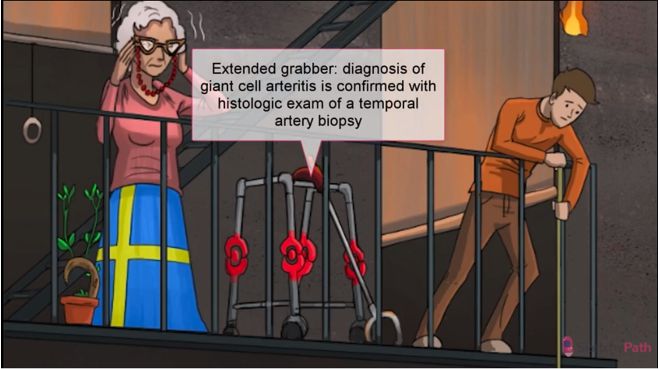 Extended grabber: diagnosis of
giant cell arteritis is confirmed with
histologic exam of a temporal
artery biopsy
Path